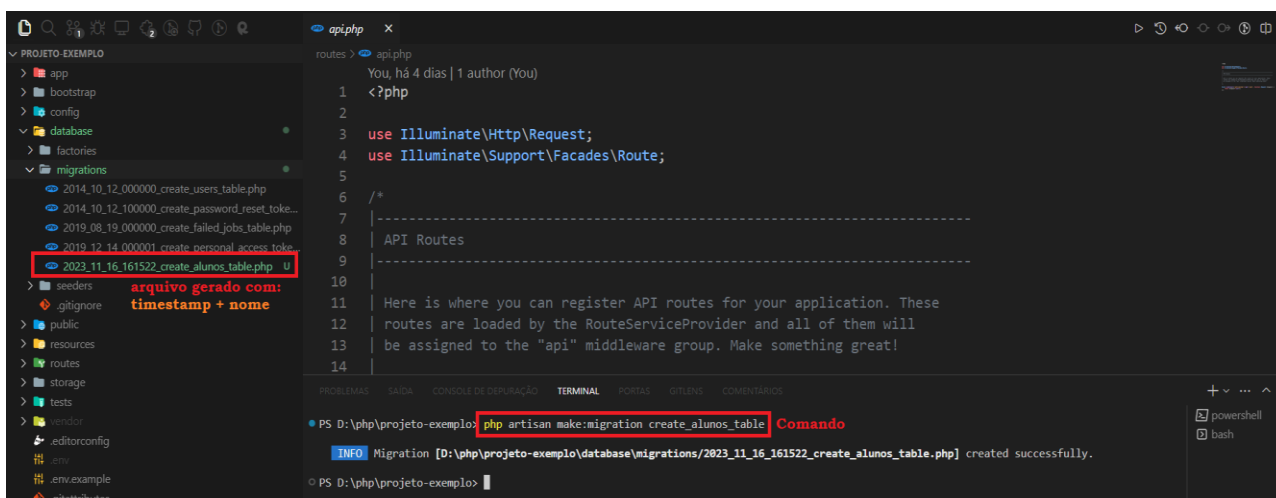 api.php
PROJETO-EXEMPLO
app
bootstrap
config
database
factories
migrations
2014_10_12_000000_create_users_table.php
2014_10_12_100000_create_password_reset_toke...
2019_08_19_000000_create_failed_jobs_table.php
2019_12_14_000001_create_personal_access_toke...
2023_11_16_161522_create_alunos_table.php U
seeders
arquivo gerado com:
.gitignore
timestamp + nome
public
resources
routes
storage
tests
vendor
.editorconfig
.env
.env.example
.gitattributes
routes > api.php
You, há 4 dias | 1 author (You)
1 <?php
2
3 use Illuminate\Http\Request;
4 use Illuminate\Support\Facades\Route;
5
6 /*
7 |--------------------------------------------------------------------------
8 | API Routes
9 |--------------------------------------------------------------------------
10 |
11 | Here is where you can register API routes for your application. These
12 | routes are loaded by the RouteServiceProvider and all of them will
13 | be assigned to the "api" middleware group. Make something great!
14 |
PROBLEMAS SAÍDA CONSOLE DE DEPURAÇÃO TERMINAL PORTAS GITLENS COMENTÁRIOS
PS D:\php\projeto-exemplo> php artisan make:migration create_alunos_table Comando
INFO Migration [D:\php\projeto-exemplo\database\migrations/2023_11_16_161522_create_alunos_table.php] created successfully.
PS D:\php\projeto-exemplo>
powershell
bash